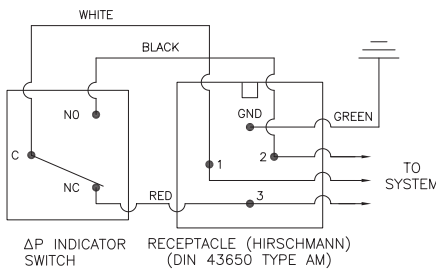 WHITE
BLACK
NO
GND
GREEN
C
1
2
NC
RED
3
TO
SYSTEM
ΔP INDICATOR
SWITCH
RECEPTACLE (HIRSCHMANN)
(DIN 43650 TYPE AM)